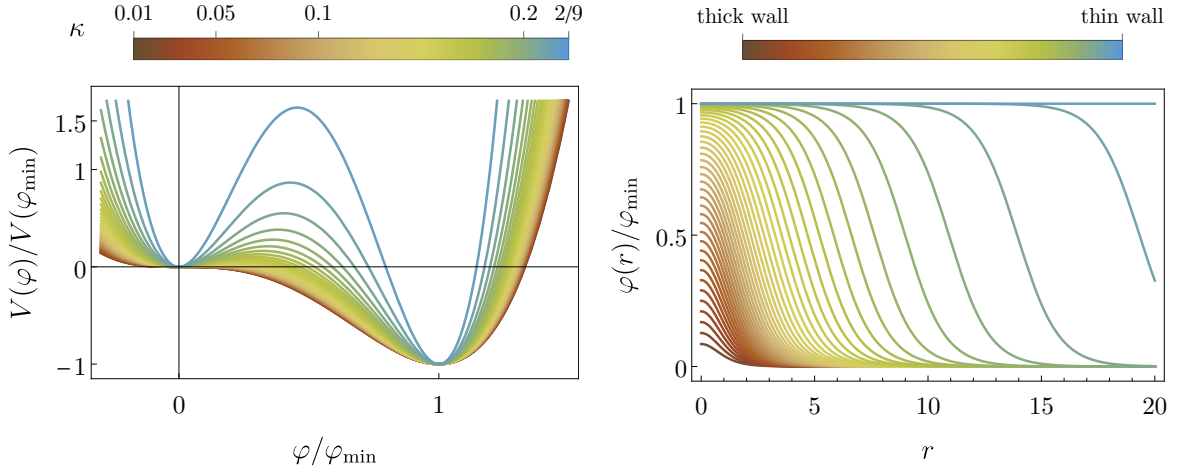 κ 0.01 0.05 0.1 0.2 2/9
V(φ)/V(φmin)
1.5
1
0
−1
0 1
φ/φmin
thick wall thin wall
φ(r)/φmin
1
0.5
0
0 5 10 15 20
r